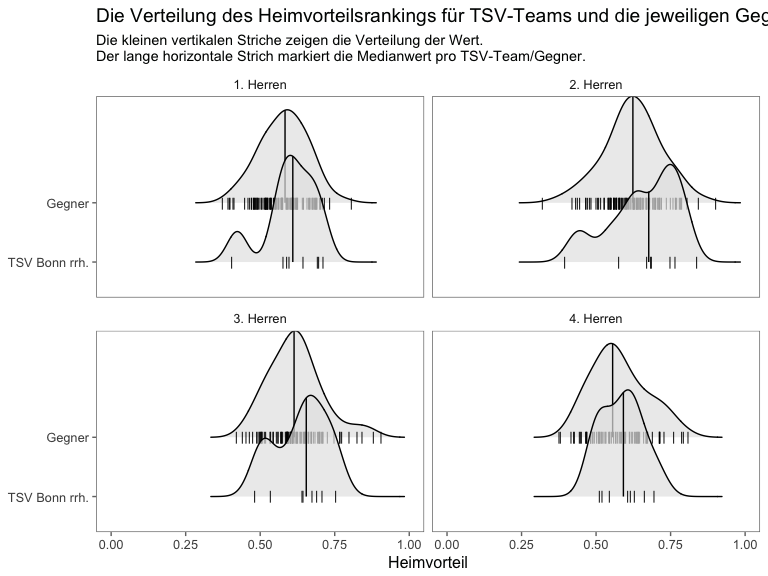 Die Verteilung des Heimvorteilsrankings für TSV-Teams und die jeweiligen Geg
Die kleinen vertikalen Striche zeigen die Verteilung der Wert.
Der lange horizontale Strich markiert die Medianwert pro TSV-Team/Gegner.
1. Herren
2. Herren
Gegner
TSV Bonn rrh.
3. Herren
4. Herren
Gegner
TSV Bonn rrh.
0.00 0.25 0.50 0.75 1.00 0.00 0.25 0.50 0.75 1.00
Heimvorteil